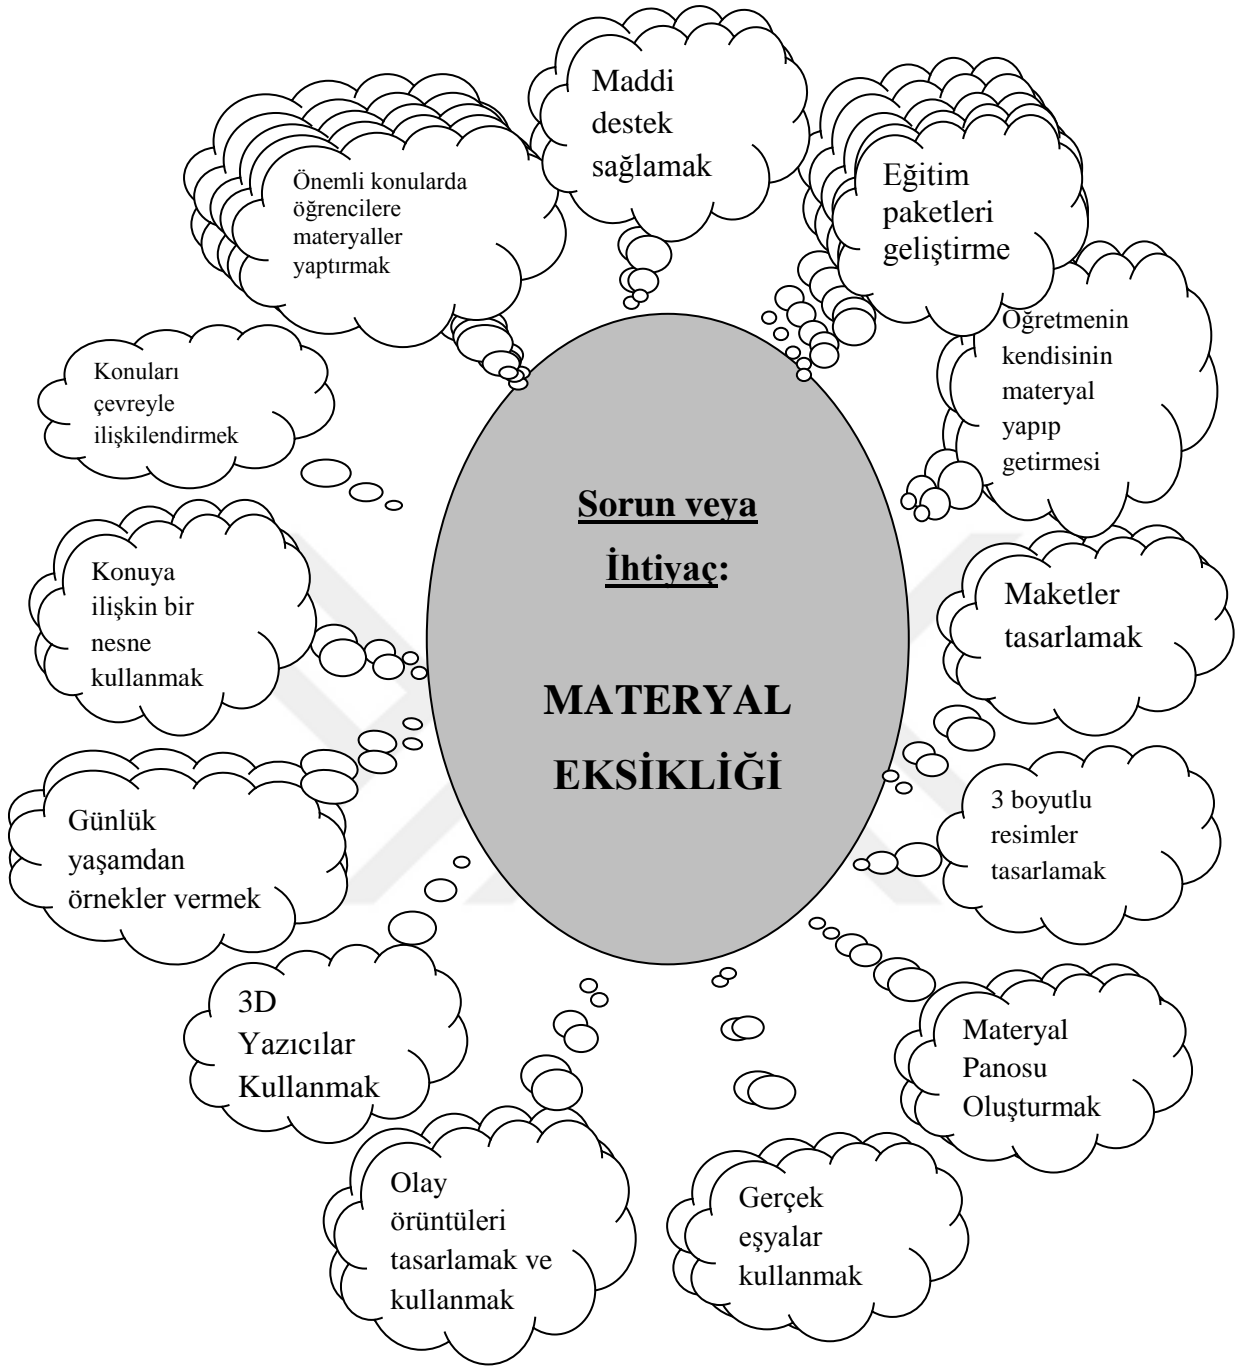 Maddi
destek
sağlamak
Eğitim
paketleri
geliştirme
Önemli konularda
öğrencilere
materyaller
yaptırmak
Öğretmenin
kendisinin
materyal
yapıp
getirmesi
Konuları
çevreyle
ilişkilendirmek
Sorun veya
İhtiyaç:
MATERYAL
EKSİKLİĞİ
Konuya
ilişkin bir
nesne
kullanmak
Maketler
tasarlamak
Günlük
yaşamdan
örnekler vermek
3 boyutlu
resimler
tasarlamak
3D
Yazıcılar
Kullanmak
Materyal
Panosu
Oluşturmak
Olay
örüntüleri
tasarlamak ve
kullanmak
Gerçek
eşyalar
kullanmak